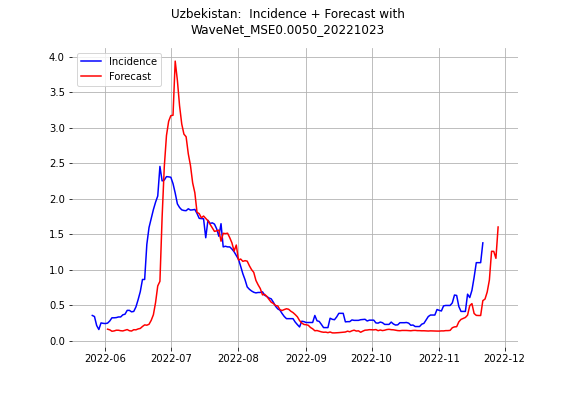 Uzbekistan:  Incidence + Forecast with
WaveNet_MSE0.0050_20221023
Incidence
Forecast
4.0
3.5
3.0
2.5
2.0
1.5
1.0
0.5
0.0
2022-06 2022-07 2022-08 2022-09 2022-10 2022-11 2022-12